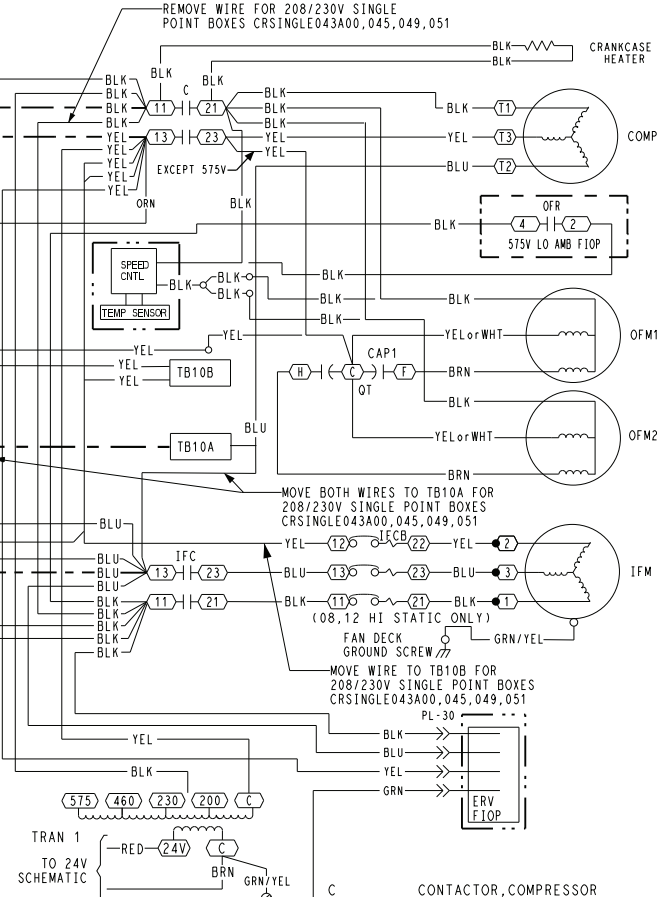 REMOVE WIRE FOR 208/230V SINGLE
POINT BOXES CRSINGLE043A00,045,049,051
BLK
BLK
CRANKCASE
HEATER
BLK
BLK
C
BLK
BLK
BLK
BLK
11
21
BLK
BLK
BLK
BLK
T1
YEL
YEL
YEL
YEL
YEL
13
23
YEL
YEL
YEL
T3
COMP
EXCEPT 575V
BLU
T2
ORN
BLK
OFR
BLK
4
2
575V LO AMB FIOP
SPEED
CNTL
TEMP SENSOR
BLK
BLK
BLK
BLK
BLK
BLK
BLK
YEL
YEL
YELorWHT
OFM1
YEL
YEL
TB10B
CAP1
H
C
F
QT
BRN
BLK
BLU
TB10A
YELorWHT
OFM2
BRN
MOVE BOTH WIRES TO TB10A FOR
208/230V SINGLE POINT BOXES
CRSINGLE043A00,045,049,051
BLU
IFCB
YEL
12
22
YEL
2
IFC
BLU
BLU
BLU
13
23
BLU
13
23
BLU
3
IFM
BLK
BLK
BLK
BLK
BLK
11
21
BLK
11
21
BLK
1
(08,12 HI STATIC ONLY)
FAN DECK
GROUND SCREW
GRN/YEL
MOVE WIRE TO TB10B FOR
208/230V SINGLE POINT BOXES
CRSINGLE043A00,045,049,051
PL-30
BLK
YEL
BLU
BLK
YEL
GRN
ERV
FIOP
575
460
230
200
C
TRAN 1
RED
24V
C
TO 24V
SCHEMATIC
BRN
GRN/YEL
C
CONTACTOR,COMPRESSOR